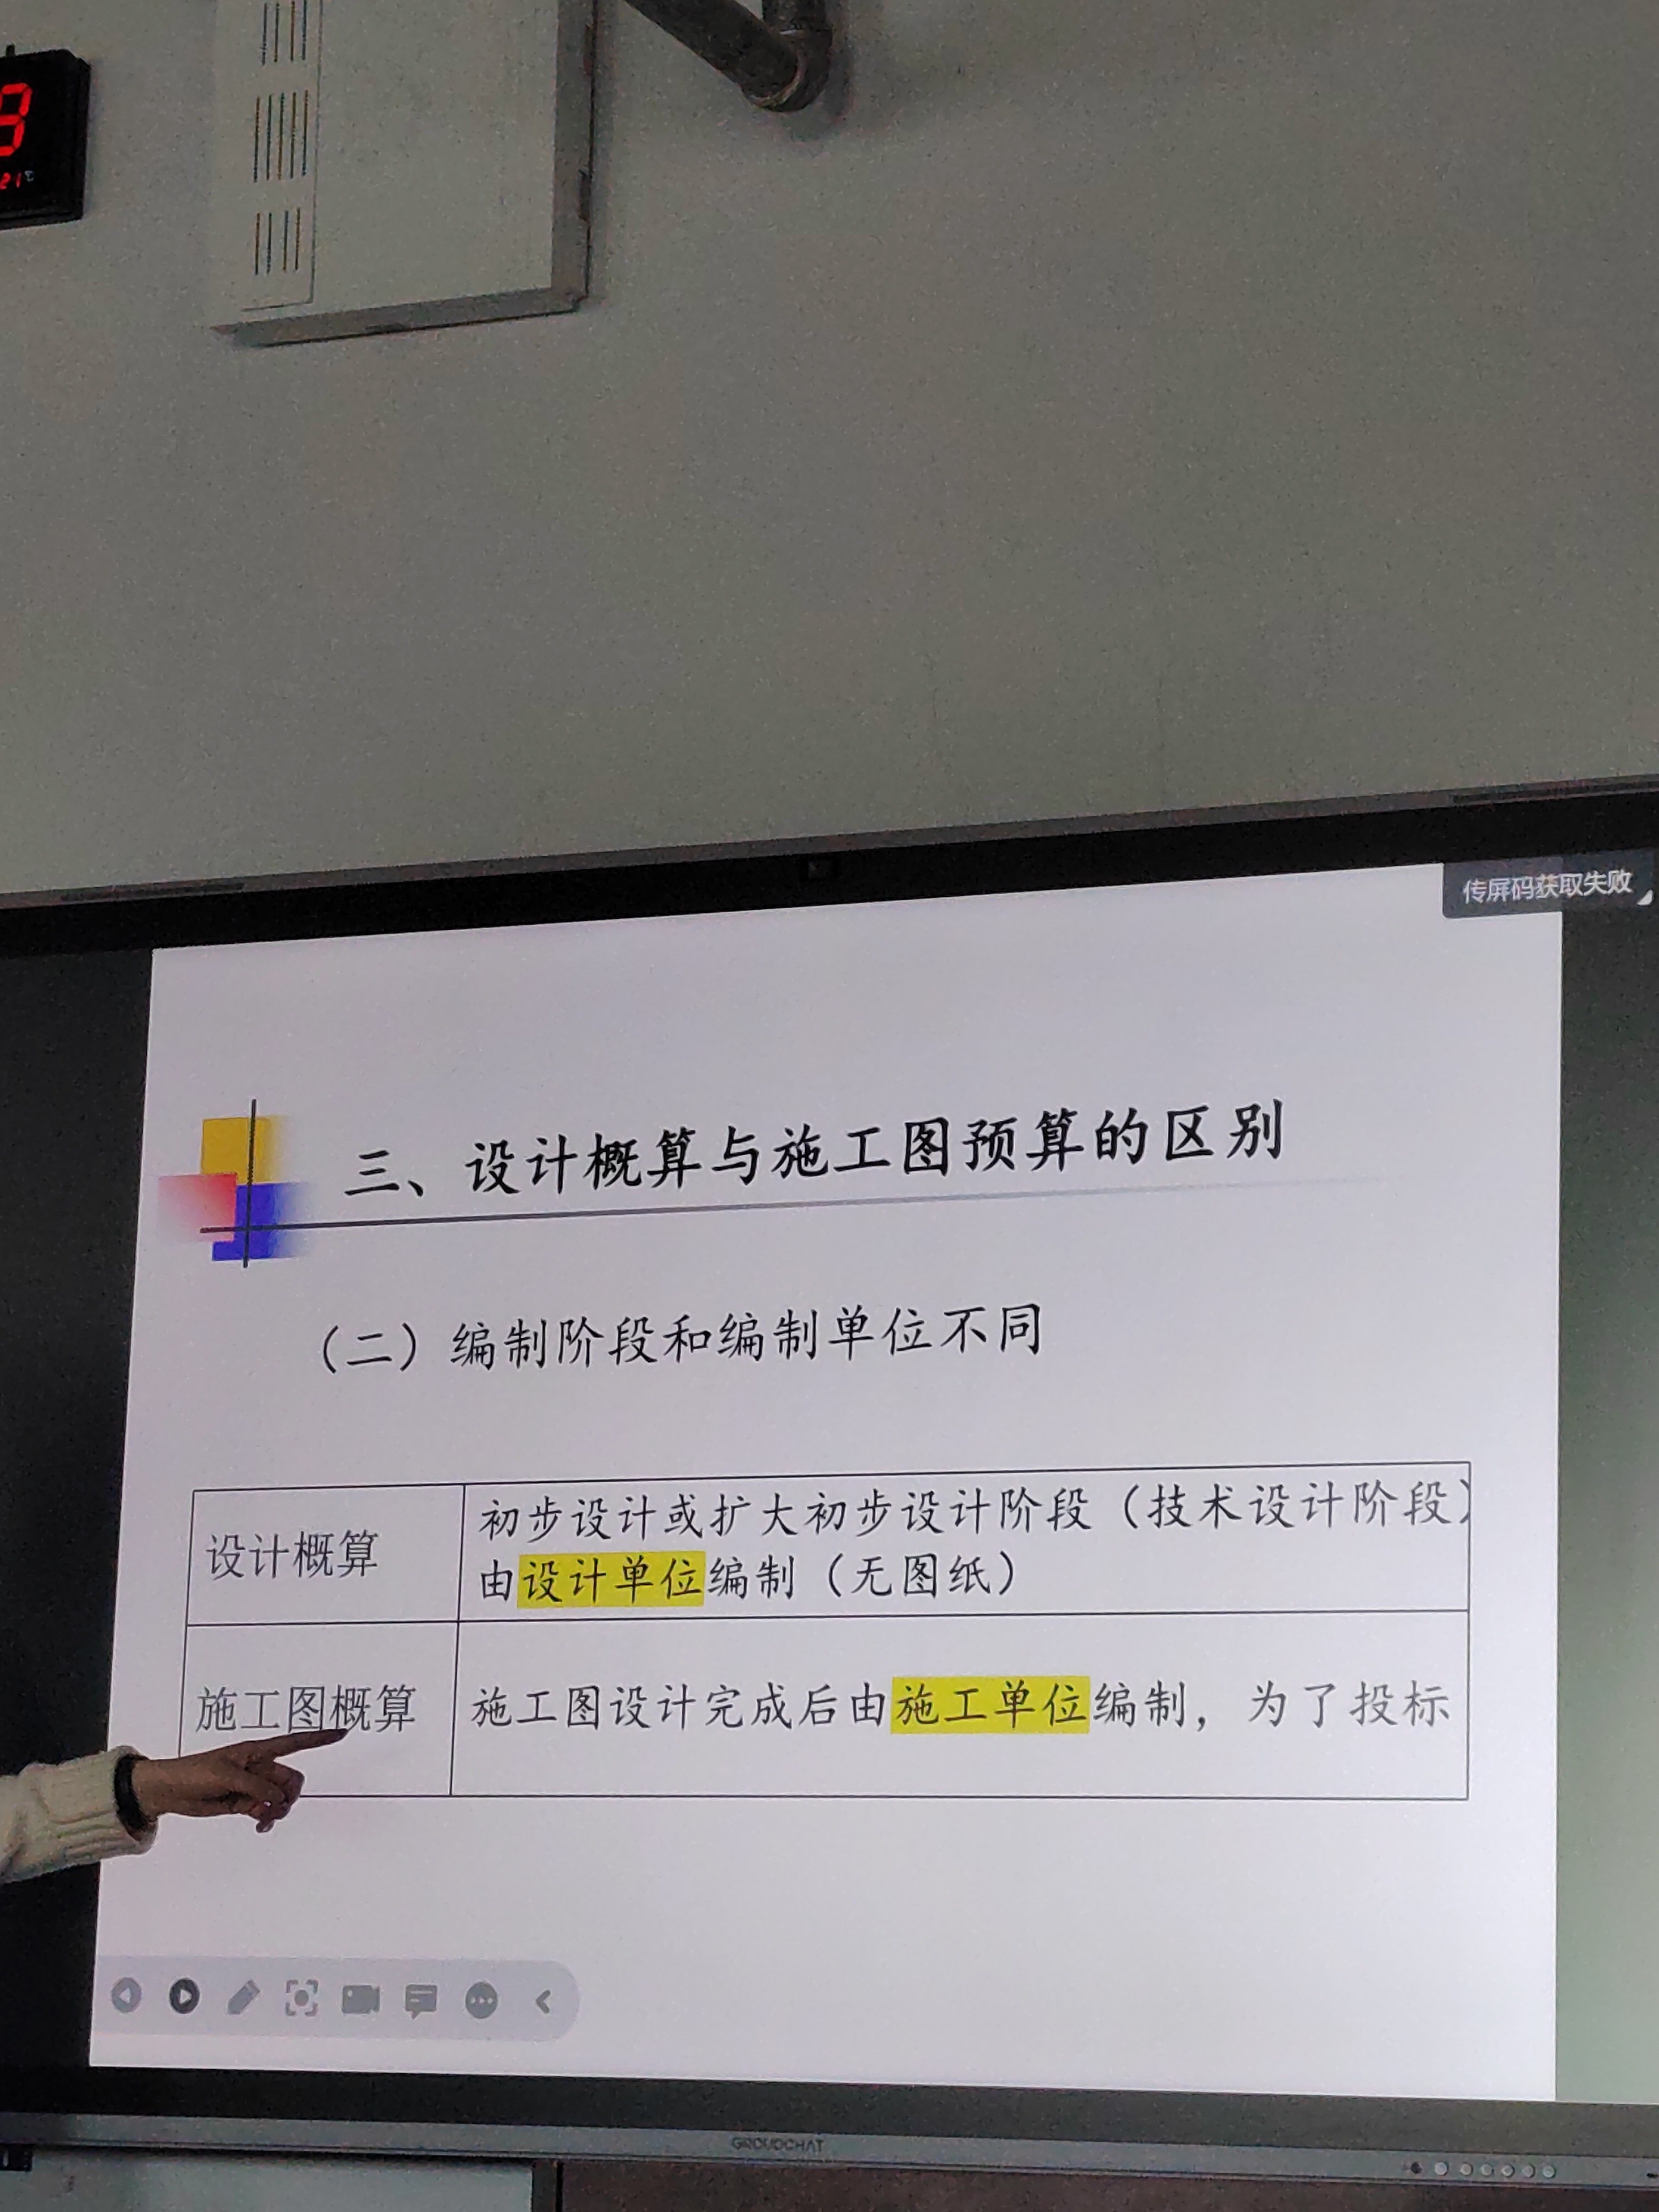 8
21℃
传屏码获取失败
三、设计概算与施工图预算的区别
（二）编制阶段和编制单位不同
设计概算
初步设计或扩大初步设计阶段（技术设计阶段）
由设计单位编制（无图纸）
施工图概算
施工图设计完成后由施工单位编制，为了投标
GROUDCHAT